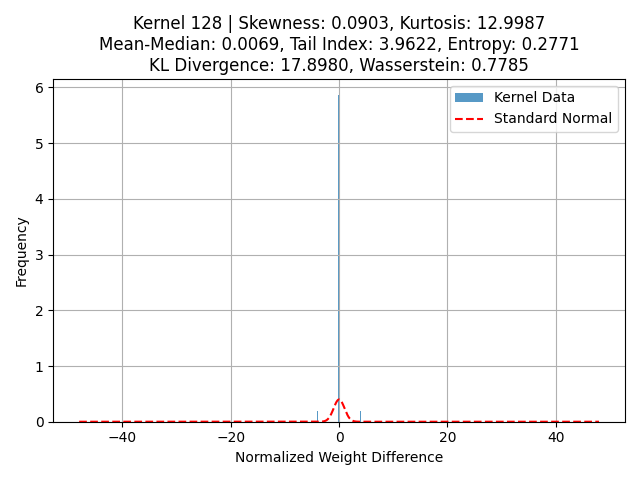 Kernel 128 | Skewness: 0.0903, Kurtosis: 12.9987
Mean-Median: 0.0069, Tail Index: 3.9622, Entropy: 0.2771
KL Divergence: 17.8980, Wasserstein: 0.7785
Kernel Data
Standard Normal
6
5
4
3
2
1
0
Frequency
−40
−20
0
20
40
Normalized Weight Difference